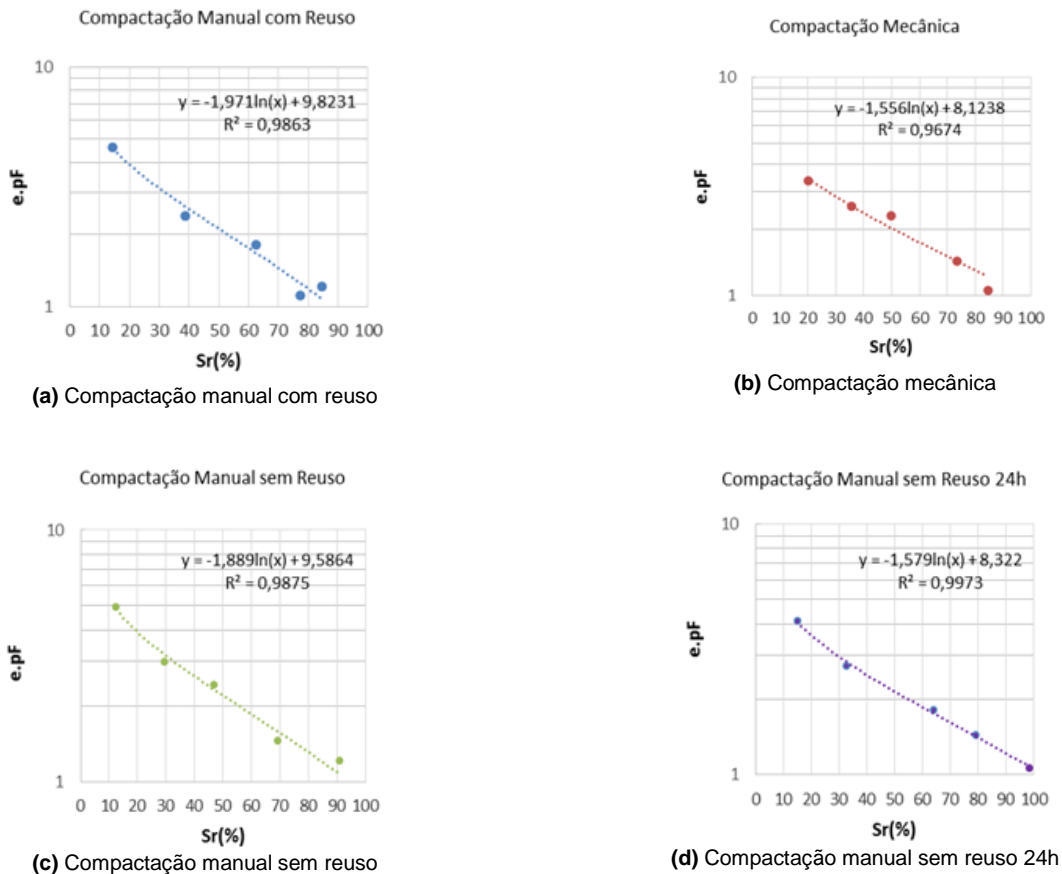 Compactação Manual com Reuso
10
y = -1,971ln(x) + 9,8231
R² = 0,9863
e.pF
1
0 10 20 30 40 50 60 70 80 90 100
Sr(%)
(a) Compactação manual com reuso
Compactação Mecânica
10
y = -1,556ln(x) + 8,1238
R² = 0,9674
e.pF
1
0 10 20 30 40 50 60 70 80 90 100
Sr(%)
(b) Compactação mecânica
Compactação Manual sem Reuso
10
y = -1,889ln(x) + 9,5864
R² = 0,9875
e.pF
1
0 10 20 30 40 50 60 70 80 90 100
Sr(%)
(c) Compactação manual sem reuso
Compactação Manual sem Reuso 24h
10
y = -1,579ln(x) + 8,322
R² = 0,9973
e.pF
1
0 10 20 30 40 50 60 70 80 90 100
Sr(%)
(d) Compactação manual sem reuso 24h